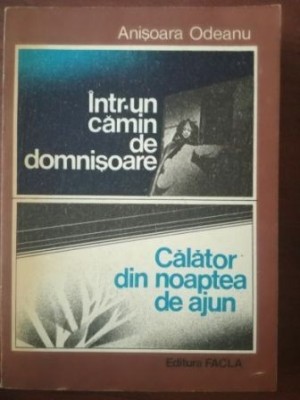 Anișoara Odeanu
Într-un
cămin
de
domnișoare
Călător
din noaptea
de ajun
Editura FACLA